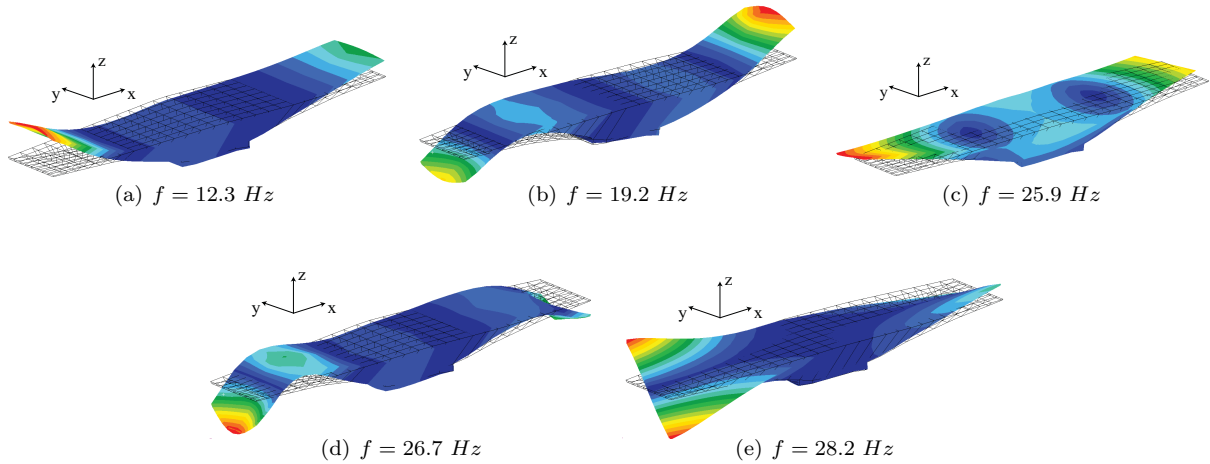 z
y
x
z
y
x
z
y
x
(a) f = 12.3 Hz
(b) f = 19.2 Hz
(c) f = 25.9 Hz
z
y
x
z
y
x
(d) f = 26.7 Hz
(e) f = 28.2 Hz